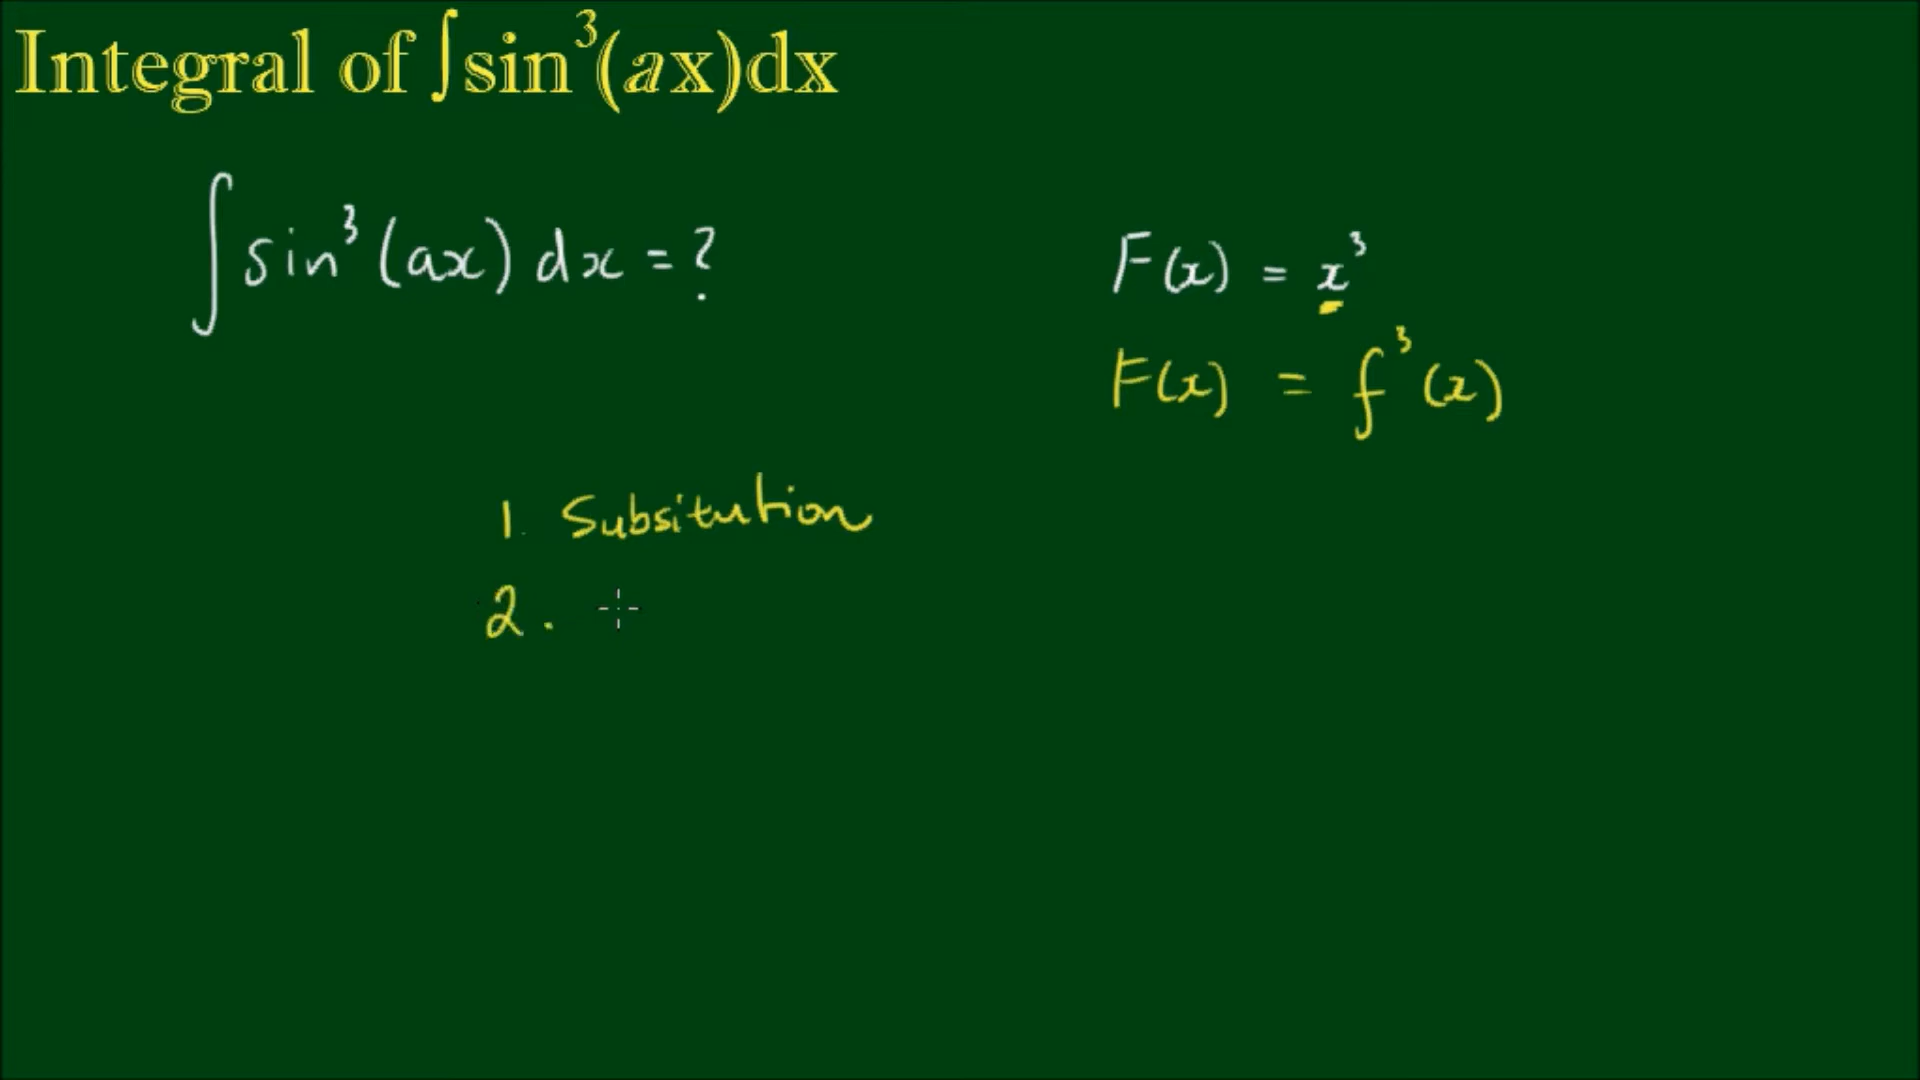 Integral of ∫sin³(ax)dx
∫sin³(ax) dx = ?
F(x) = x³
F(x) = f³(x)
1. Subsitution
2.